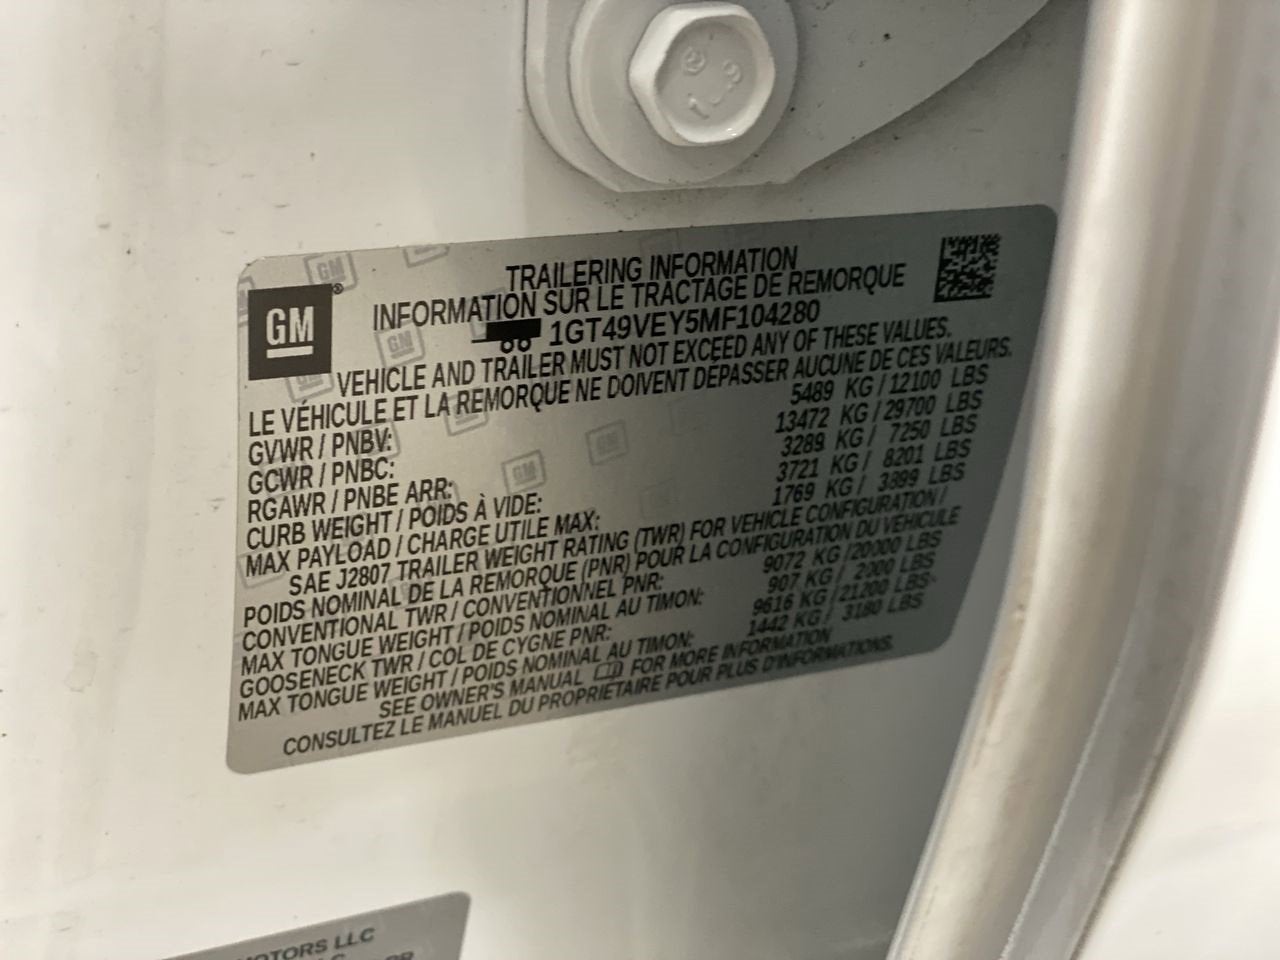 GM
TRAILERING INFORMATION
INFORMATION SUR LE TRACTAGE DE REMORQUE
1GT49VEY5MF104280
VEHICLE AND TRAILER MUST NOT EXCEED ANY OF THESE VALUES.
LE VÉHICULE ET LA REMORQUE NE DOIVENT DÉPASSER AUCUNE DE CES VALEURS.
GVWR / PNBV: 5489 KG / 12100 LBS
GCWR / PNBC: 13472 KG / 29700 LBS
RGAWR / PNBE ARR: 3289 KG / 7250 LBS
CURB WEIGHT / POIDS À VIDE: 3721 KG / 8201 LBS
MAX PAYLOAD / CHARGE UTILE MAX: 1769 KG / 3899 LBS
SAE J2807 TRAILER WEIGHT RATING (TWR) FOR VEHICLE CONFIGURATION /
POIDS NOMINAL DE LA REMORQUE (PNR) POUR LA CONFIGURATION DU VÉHICULE
CONVENTIONAL TWR / CONVENTIONNEL PNR: 9072 KG / 20000 LBS
MAX TONGUE WEIGHT / POIDS NOMINAL AU TIMON: 907 KG / 2000 LBS
GOOSENECK TWR / COL DE CYGNE PNR: 9616 KG / 21200 LBS
MAX TONGUE WEIGHT / POIDS NOMINAL AU TIMON: 1442 KG / 3180 LBS
SEE OWNER'S MANUAL FOR MORE INFORMATION
CONSULTEZ LE MANUEL DU PROPRIÉTAIRE POUR PLUS D'INFORMATIONS.
MOTORS LLC